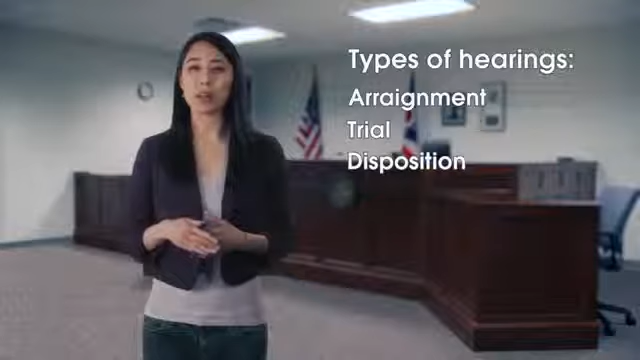 Types of hearings:
Arraignment
Trial
Disposition